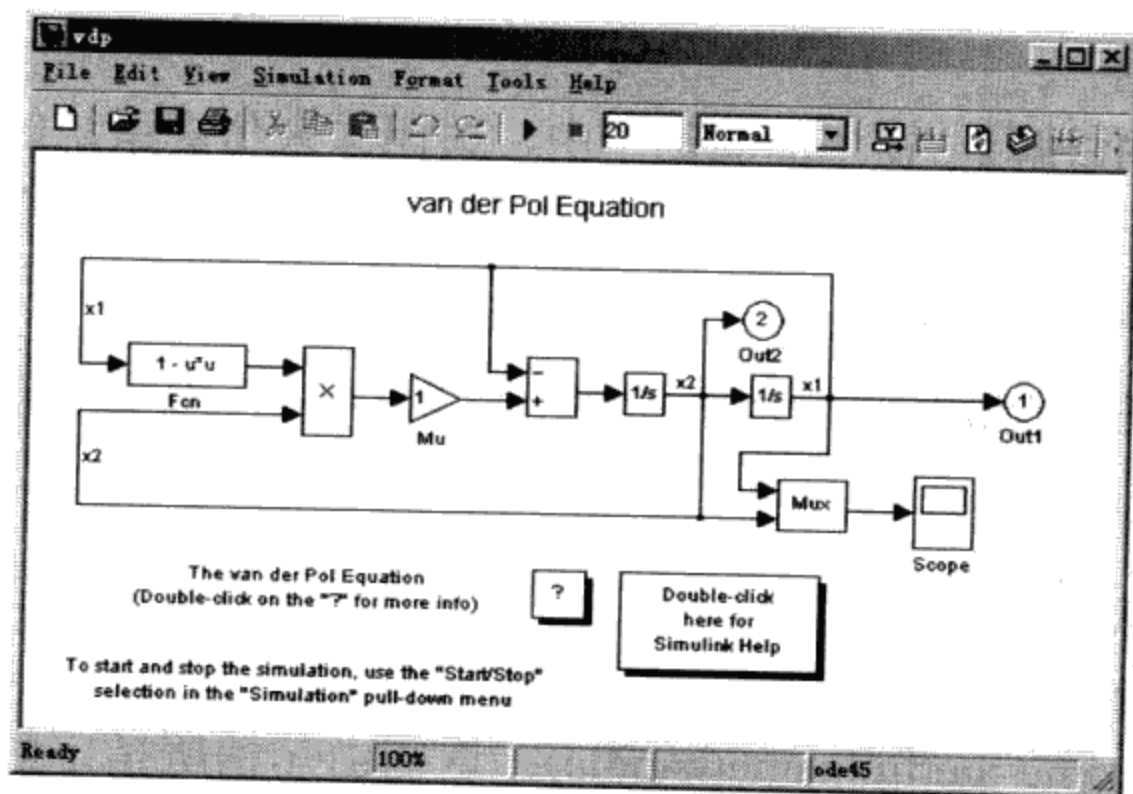 vdp
File Edit View Simulation Format Tools Help
20 Normal
van der Pol Equation
x1
1 - u*u
Fcn
×
x2
1
Mu
−
+
1/s
x2
2
Out2
1/s
x1
1
Out1
Mux
Scope
The van der Pol Equation
(Double-click on the "?" for more info)
?
Double-click
here for
Simulink Help
To start and stop the simulation, use the "Start/Stop"
selection in the "Simulation" pull-down menu
Ready 100% ode45